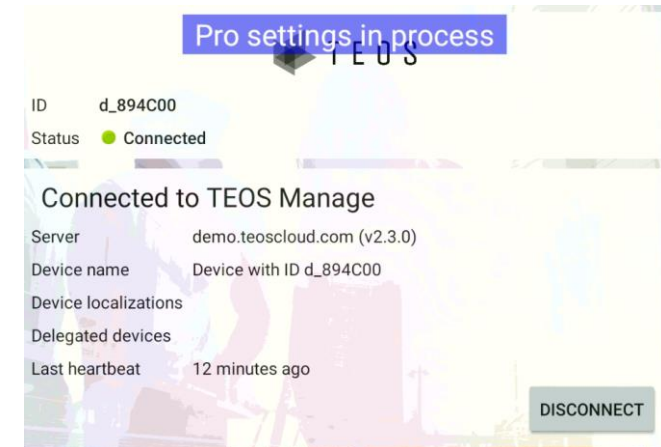 Pro settings in process
TEOS
ID d_894C00
Status Connected
Connected to TEOS Manage
Server demo.teoscloud.com (v2.3.0)
Device name Device with ID d_894C00
Device localizations
Delegated devices
Last heartbeat 12 minutes ago
DISCONNECT